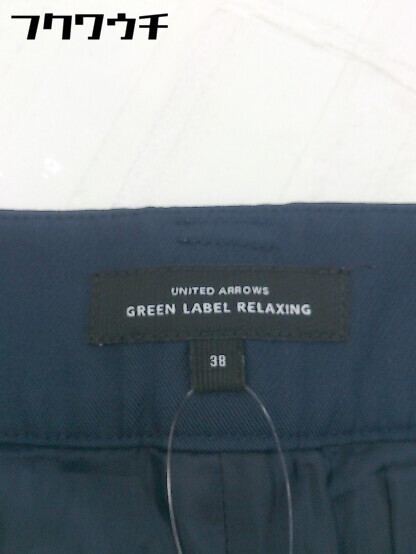 フクワウチ
UNITED ARROWS
GREEN LABEL RELAXING
38